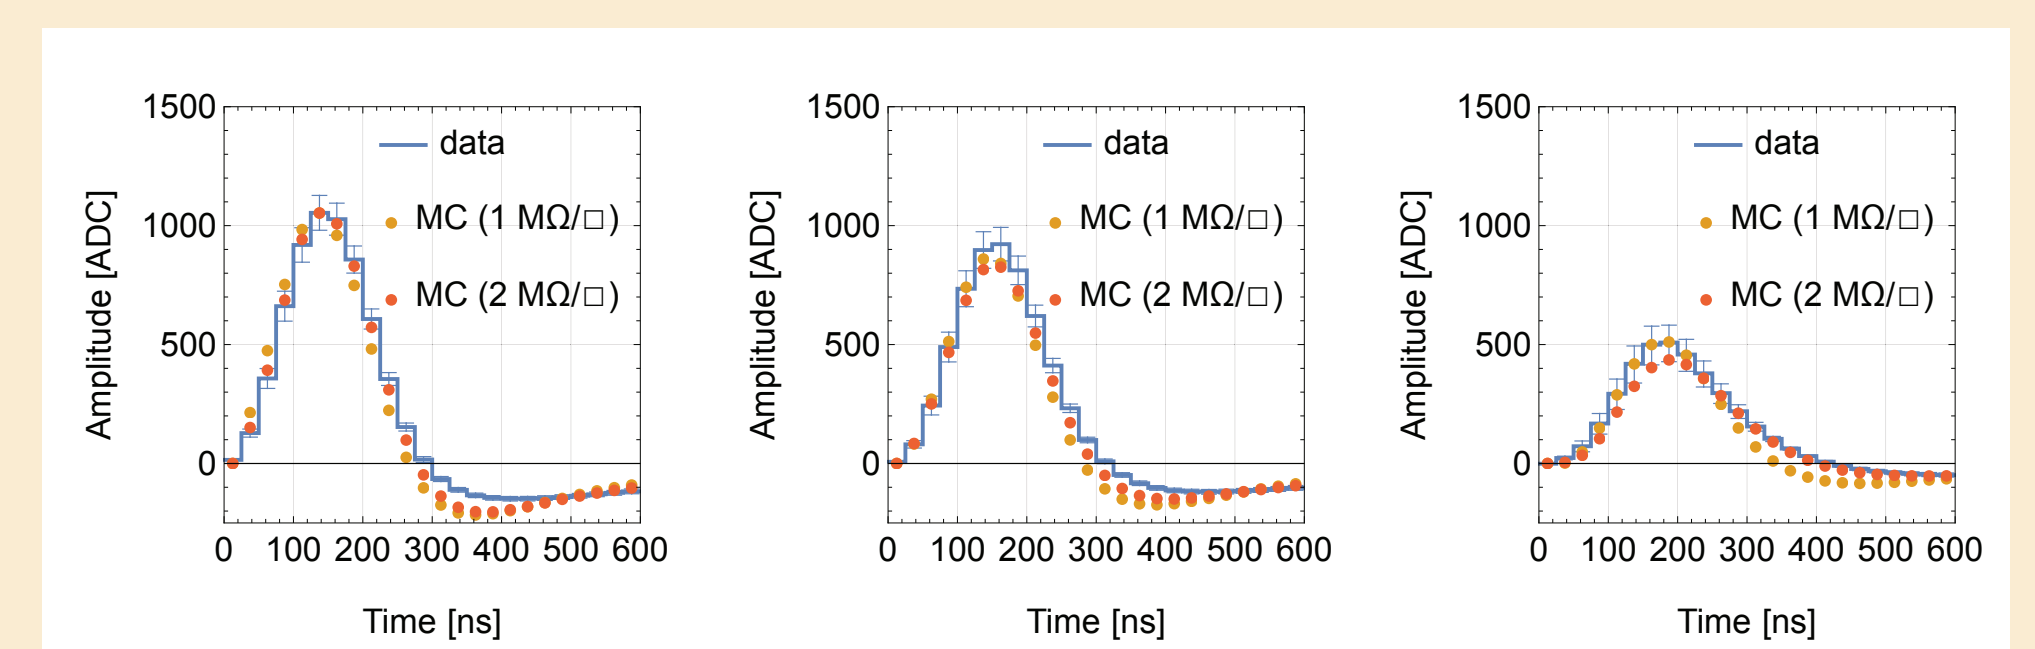 1500
1000
500
0
0 100 200 300 400 500 600
Amplitude [ADC]
Time [ns]
data
MC (1 MΩ/□)
MC (2 MΩ/□)
1500
1000
500
0
0 100 200 300 400 500 600
Amplitude [ADC]
Time [ns]
data
MC (1 MΩ/□)
MC (2 MΩ/□)
1500
1000
500
0
0 100 200 300 400 500 600
Amplitude [ADC]
Time [ns]
data
MC (1 MΩ/□)
MC (2 MΩ/□)